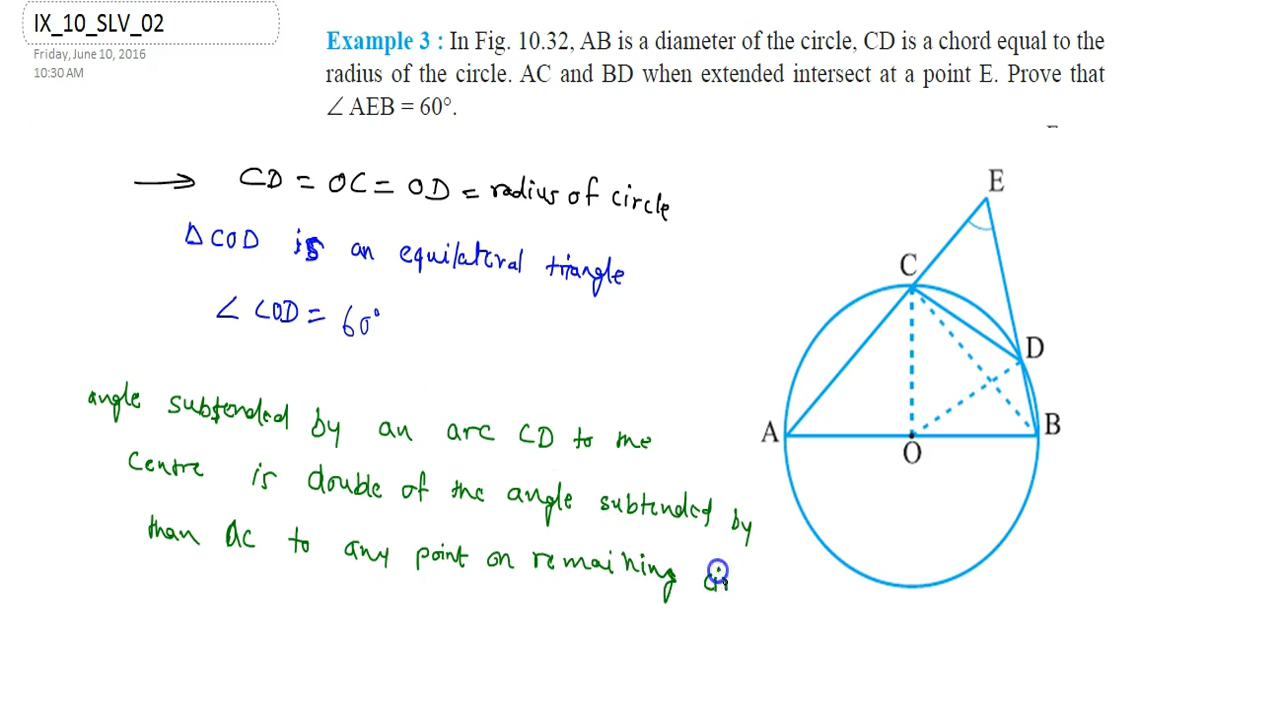 IX_10_SLV_02
Friday, June 10, 2016
10:30 AM
Example 3 : In Fig. 10.32, AB is a diameter of the circle, CD is a chord equal to the
radius of the circle. AC and BD when extended intersect at a point E. Prove that
∠ AEB = 60°.
→ CD = OC = OD = radius of circle
Δ COD is an equilateral triangle
∠ COD = 60°
angle subtended by an arc CD to the
centre is double of the angle subtended by
than ac to any point on remaining
E
C
D
A
O
B